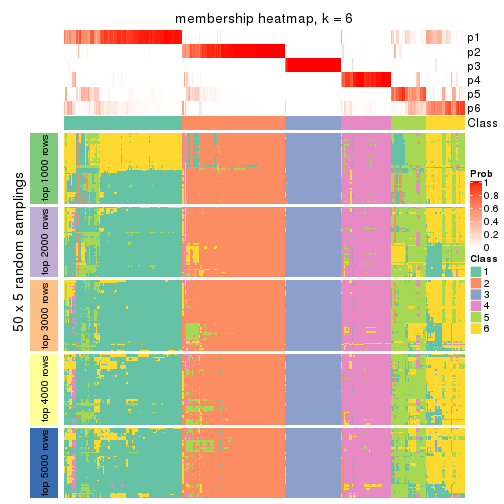 membership heatmap, k = 6
p1
p2
p3
p4
p5
p6
Class
50 x 5 random samplings
top 1000 rows
top 2000 rows
top 3000 rows
top 4000 rows
top 5000 rows
Prob
1
0.8
0.6
0.4
0.2
0
Class
1
2
3
4
5
6